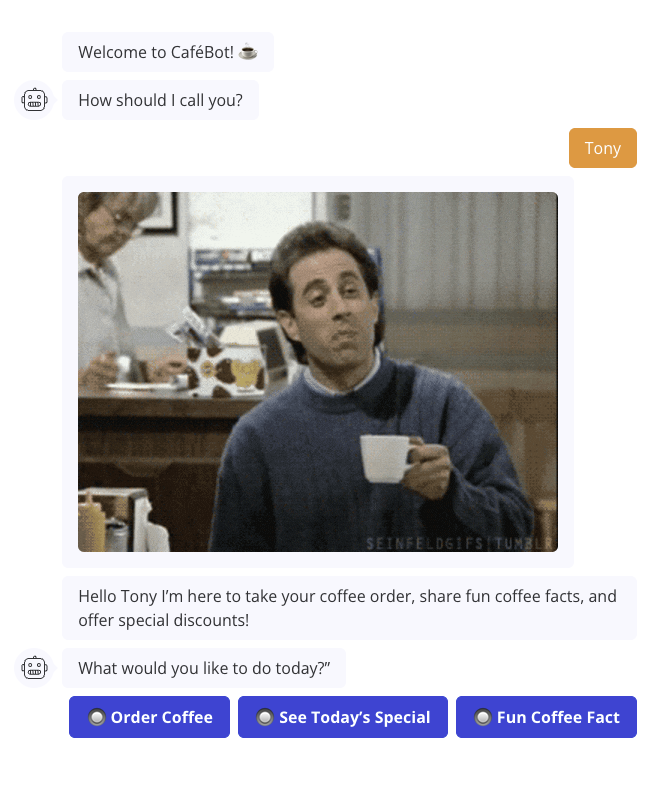 Welcome to CaféBot! ☕
How should I call you?
Tony
SEINFELDGIFS|TUMBLR
Hello Tony I’m here to take your coffee order, share fun coffee facts, and
offer special discounts!
What would you like to do today?”
🔘 Order Coffee
🔘 See Today’s Special
🔘 Fun Coffee Fact